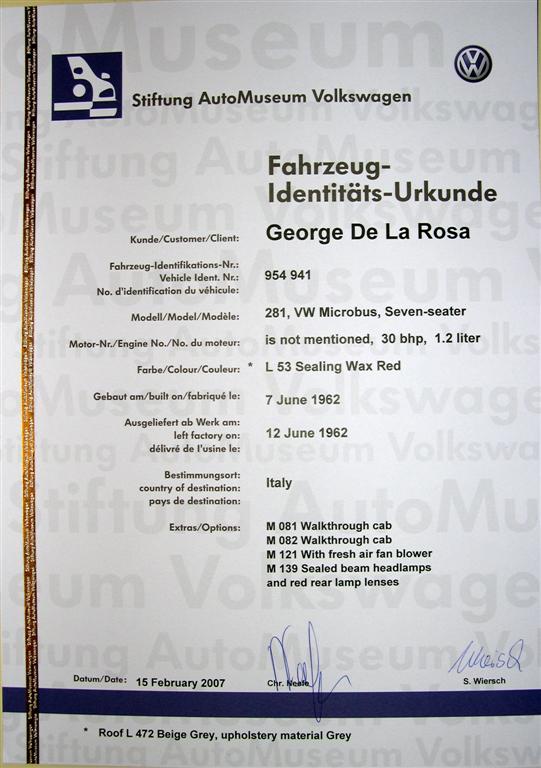 Stiftung AutoMuseum Volkswagen
Fahrzeug-
Identitäts-Urkunde
Kunde/Customer/Client: George De La Rosa
Fahrzeug-Identifikations-Nr.:
Vehicle Ident. Nr.: 954 941
No. d'identification du véhicule:
Modell/Model/Modèle: 281, VW Microbus, Seven-seater
Motor-Nr./Engine No./No. du moteur: is not mentioned, 30 bhp, 1.2 liter
Farbe/Colour/Couleur: * L 53 Sealing Wax Red
Gebaut am/built on/fabriqué le: 7 June 1962
Ausgeliefert ab Werk am:
left factory on: 12 June 1962
délivré de l'usine le:
Bestimmungsort:
country of destination: Italy
pays de destination:
Extras/Options: M 081 Walkthrough cab
M 082 Walkthrough cab
M 121 With fresh air fan blower
M 139 Sealed beam headlamps
and red rear lamp lenses
Datum/Date: 15 February 2007 Chr. Neale S. Wiersch
* Roof L 472 Beige Grey, upholstery material Grey